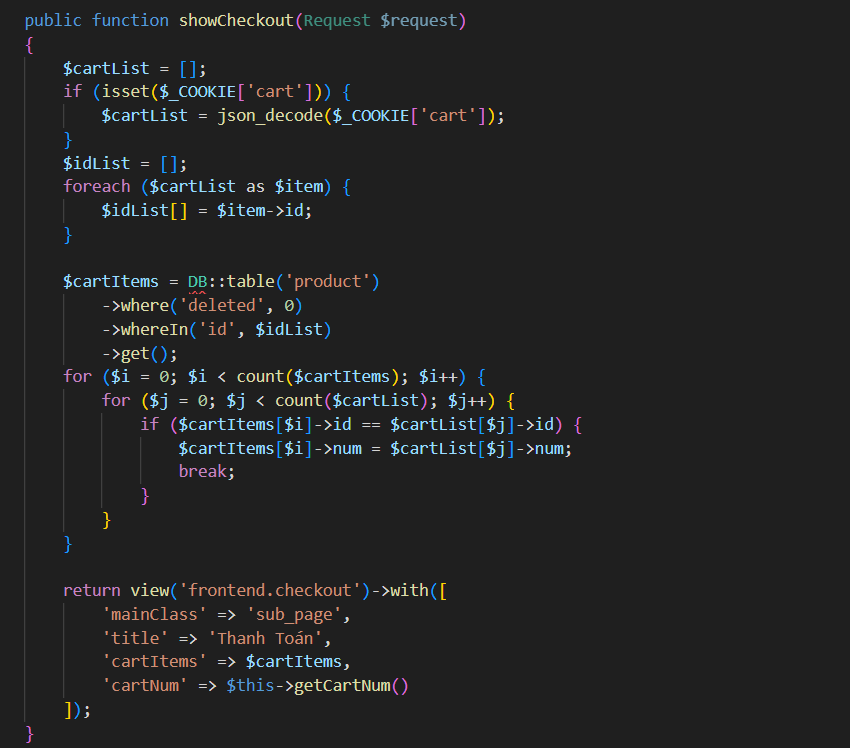 public function showCheckout(Request $request)
{
    $cartList = [];
    if (isset($_COOKIE['cart'])) {
        $cartList = json_decode($_COOKIE['cart']);
    }
    $idList = [];
    foreach ($cartList as $item) {
        $idList[] = $item->id;
    }

    $cartItems = DB::table('product')
        ->where('deleted', 0)
        ->whereIn('id', $idList)
        ->get();
    for ($i = 0; $i < count($cartItems); $i++) {
        for ($j = 0; $j < count($cartList); $j++) {
            if ($cartItems[$i]->id == $cartList[$j]->id) {
                $cartItems[$i]->num = $cartList[$j]->num;
                break;
            }
        }
    }

    return view('frontend.checkout')->with([
        'mainClass' => 'sub_page',
        'title' => 'Thanh Toán',
        'cartItems' => $cartItems,
        'cartNum' => $this->getCartNum()
    ]);
}